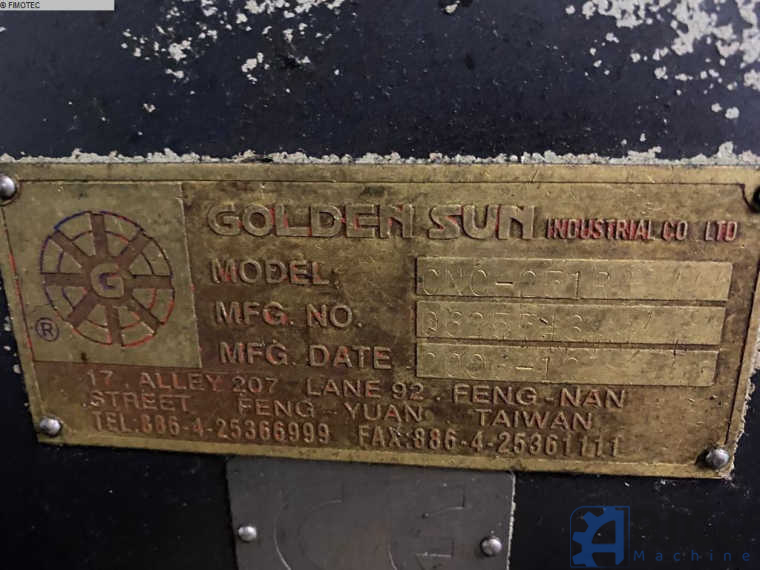 © FIMOTEC
GOLDEN SUN INDUSTRIAL CO LTD
G
®
MODEL:
MFG. NO.
MFG. DATE
17. ALLEY 207 LANE 92. FENG-NAN
STREET FENG-YUAN TAIWAN
TEL:886-4-25366999 FAX:886-4-25361111
CE
Machine